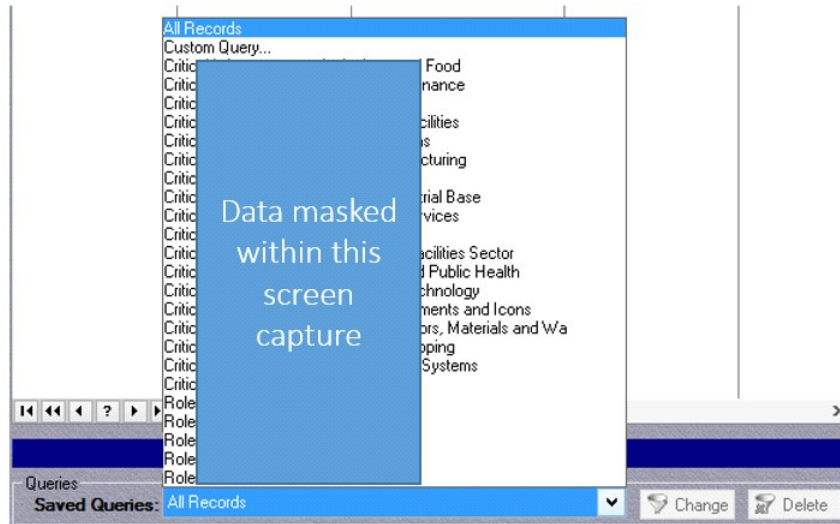 All Records
Custom Query...
Critic Food
Critic nance
Critic
Critic cilities
Critic ns
Critic cturing
Critic
Critic trial Base
Critic vices
Critic
Critic acilities Sector
Critic d Public Health
Critic chnology
Critic ments and Icons
Critic ors, Materials and Wa
Critic pping
Critic Systems
Critic
Role
Role
Role
Role
Role
Data masked
within this
screen
capture
?
Queries
Saved Queries: All Records
Change
Delete